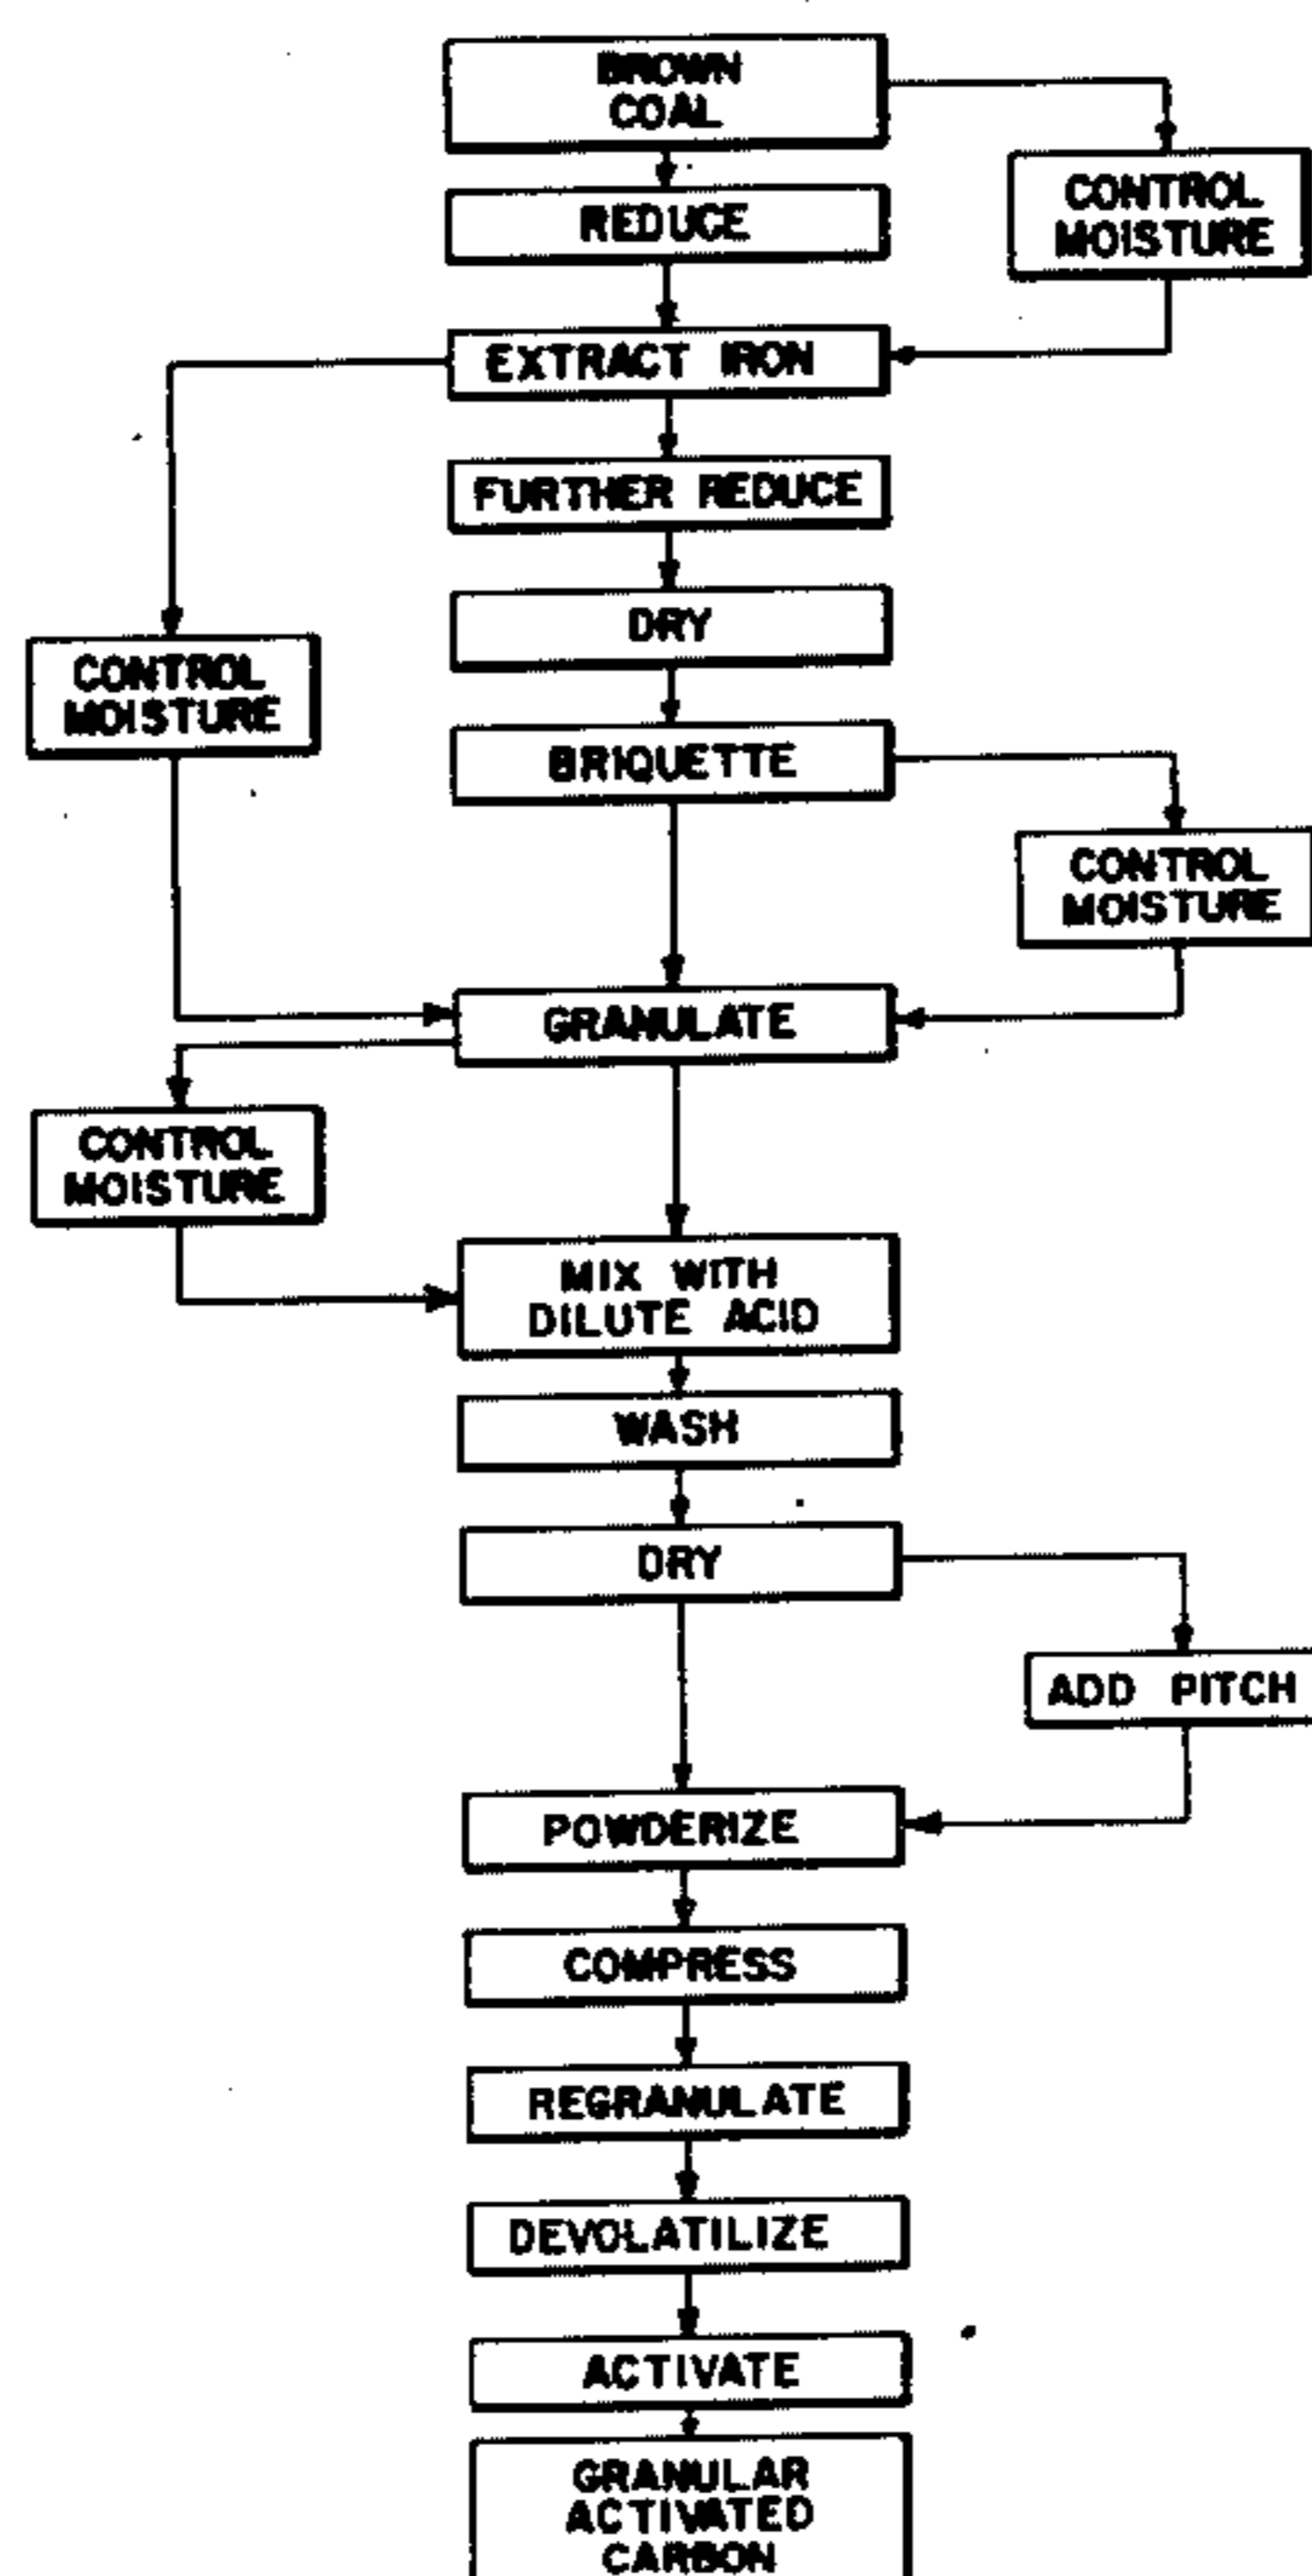 BROWN
COAL
CONTROL
MOISTURE
REDUCE
EXTRACT IRON
FURTHER REDUCE
DRY
CONTROL
MOISTURE
BRIQUETTE
CONTROL
MOISTURE
GRANULATE
CONTROL
MOISTURE
MIX WITH
DILUTE ACID
WASH
DRY
ADD PITCH
POWDERIZE
COMPRESS
REGRANULATE
DEVOLATILIZE
ACTIVATE
GRANULAR
ACTIVATED
CARBON